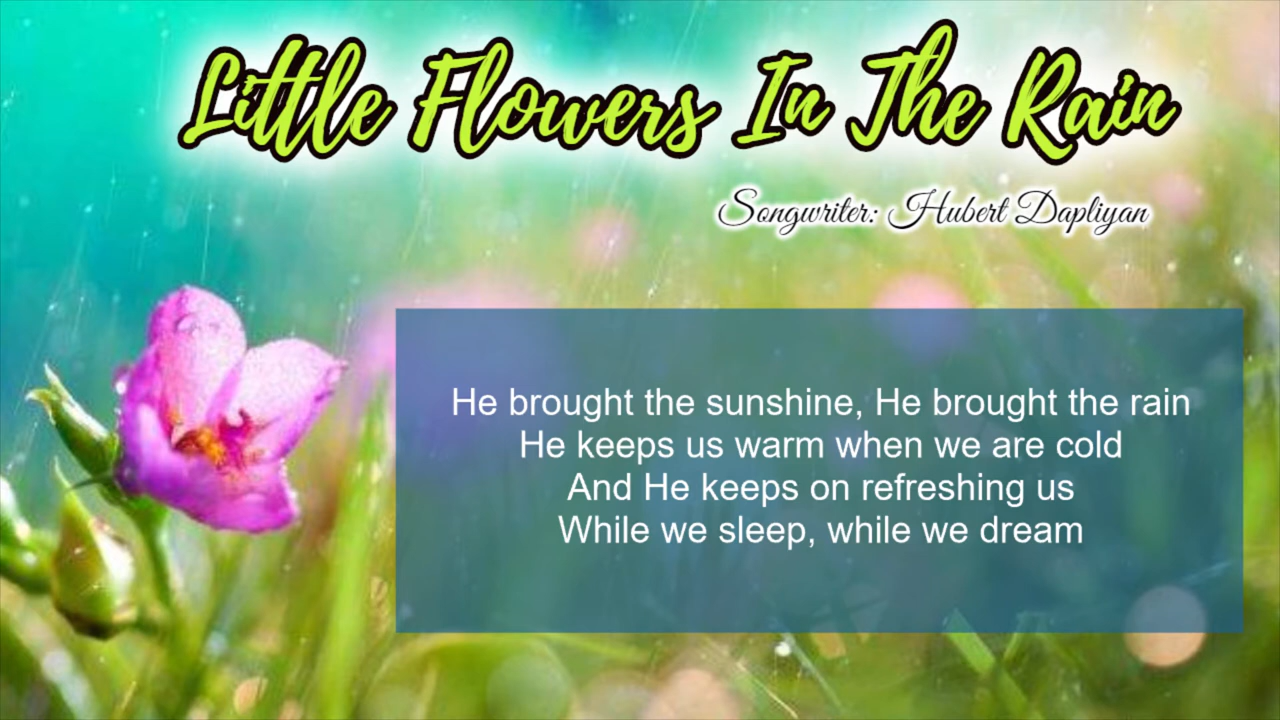 Little Flowers In The Rain
Songwriter: Hubert Dapliyan
He brought the sunshine, He brought the rain
He keeps us warm when we are cold
And He keeps on refreshing us
While we sleep, while we dream